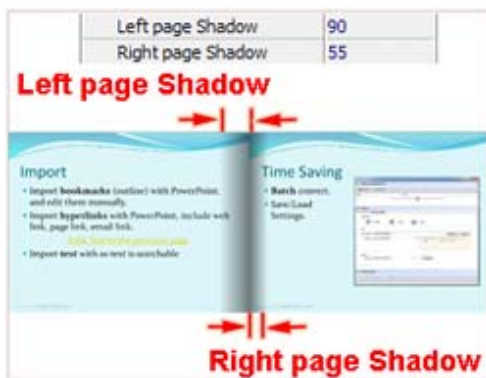 Left page Shadow 90
Right page Shadow 55
Left page Shadow
Import
• Import bookmarks (outline) with PowerPoint,
and edit them manually.
• Import hyperlinks with PowerPoint, include web
link, page link, email link.
• Import text with so text is searchable
Time Saving
• Batch convert.
• Save/Load
Settings.
Right page Shadow